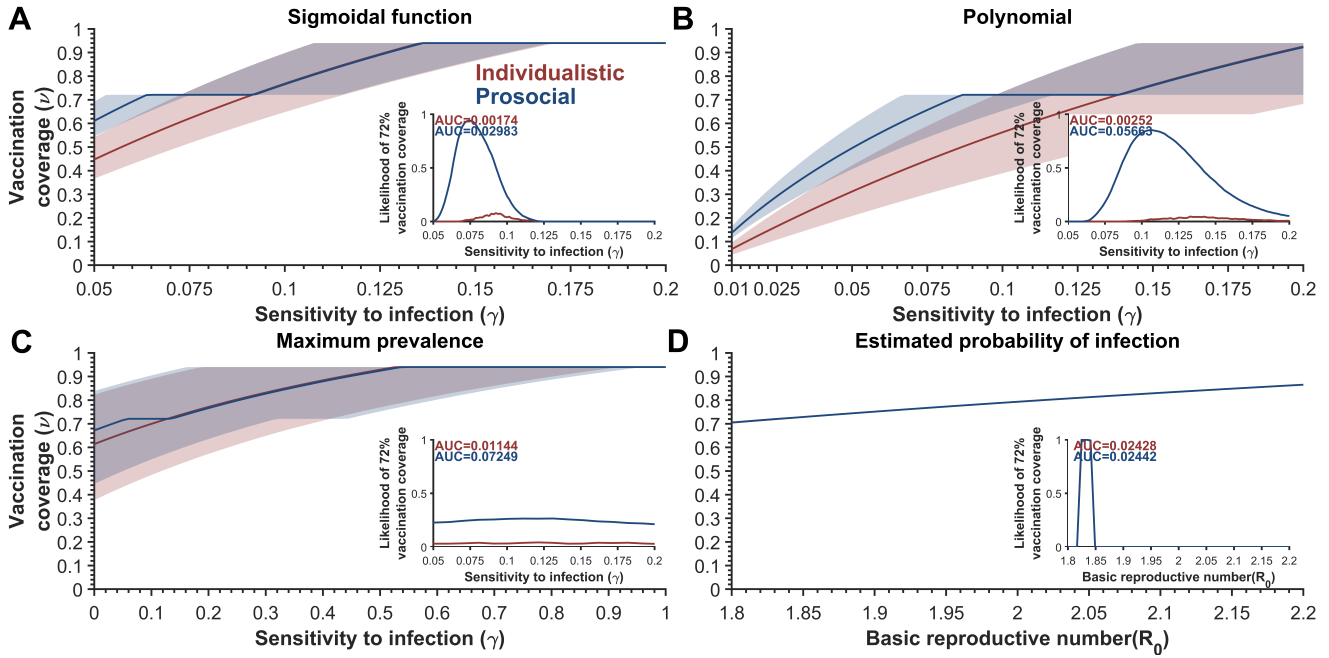 A
Sigmoidal function
Vaccination
coverage (ν)
1
0.9
0.8
0.7
0.6
0.5
0.4
0.3
0.2
0.1
0
0.05 0.075 0.1 0.125 0.15 0.175 0.2
Sensitivity to infection (γ)
Individualistic
Prosocial
Likelihood of 72%
vaccination coverage
1
0.5
0
AUC=0.00174
AUC=0.02983
0.05 0.075 0.1 0.125 0.15 0.175 0.2
Sensitivity to infection (γ)
B
Polynomial
1
0.9
0.8
0.7
0.6
0.5
0.4
0.3
0.2
0.1
0
0.01 0.025 0.05 0.075 0.1 0.125 0.15 0.175 0.2
Sensitivity to infection (γ)
Likelihood of 72%
vaccination coverage
1
0.5
0
AUC=0.00252
AUC=0.05663
0.05 0.075 0.1 0.125 0.15 0.175 0.2
Sensitivity to infection (γ)
C
Maximum prevalence
Vaccination
coverage (ν)
1
0.9
0.8
0.7
0.6
0.5
0.4
0.3
0.2
0.1
0
0 0.1 0.2 0.3 0.4 0.5 0.6 0.7 0.8 0.9 1
Sensitivity to infection (γ)
Likelihood of 72%
vaccination coverage
1
0.5
0
AUC=0.01144
AUC=0.07249
0.05 0.075 0.1 0.125 0.15 0.175 0.2
Sensitivity to infection (γ)
D
Estimated probability of infection
1
0.9
0.8
0.7
0.6
0.5
0.4
0.3
0.2
0.1
0
1.8 1.85 1.9 1.95 2 2.05 2.1 2.15 2.2
Basic reproductive number(R0)
Likelihood of 72%
vaccination coverage
1
0.5
0
AUC=0.02428
AUC=0.02442
1.8 1.85 1.9 1.95 2 2.05 2.1 2.15 2.2
Basic reproductive number(R0)